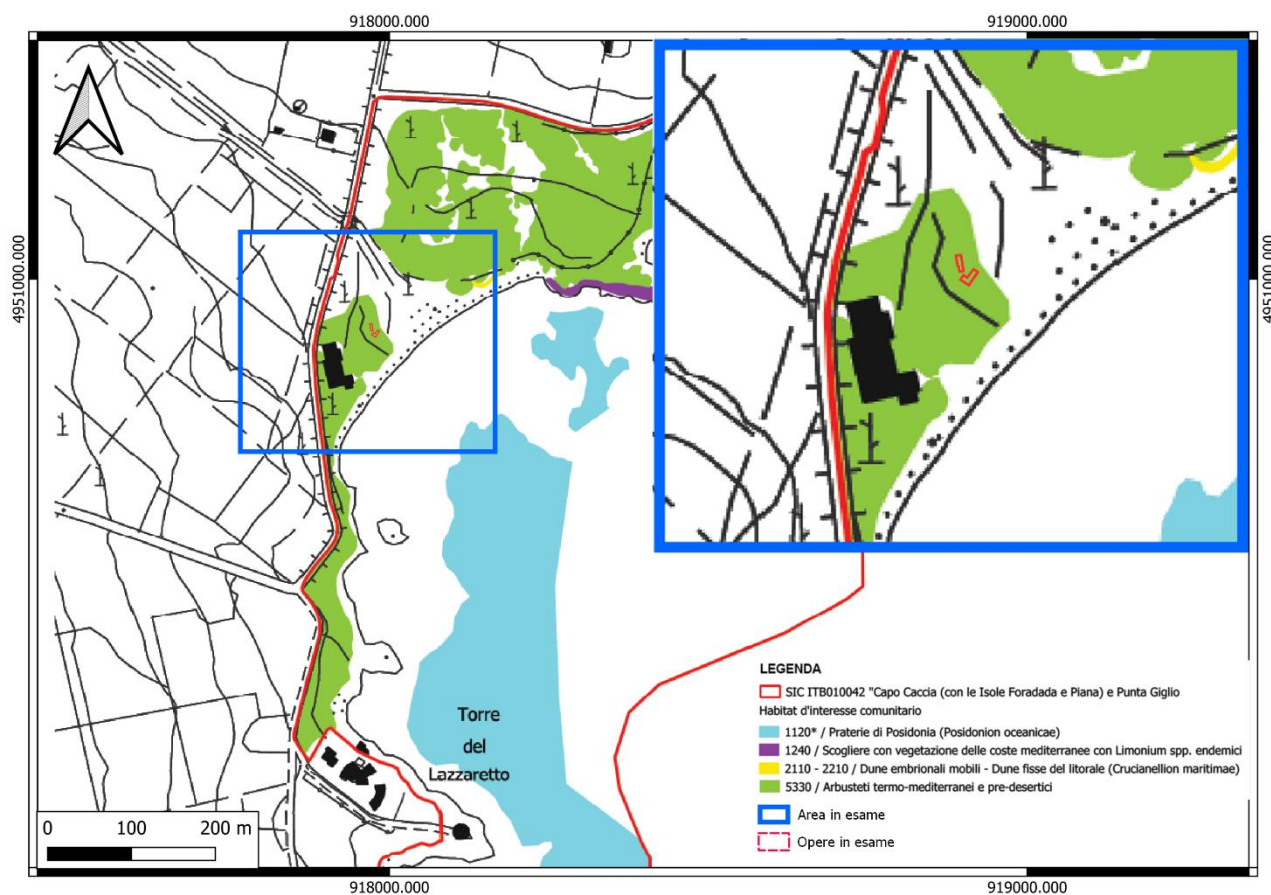 918000.000
919000.000
4951000.000
4951000.000
Torre
del
Lazzaretto
LEGENDA
SIC ITB010042 "Capo Caccia (con le Isole Foradada e Piana) e Punta Giglio
Habitat d'interesse comunitario
1120* / Praterie di Posidonia (Posidonion oceanicae)
1240 / Scogliere con vegetazione delle coste mediterranee con Limonium spp. endemici
2110 - 2210 / Dune embrionali mobili - Dune fisse del litorale (Crucianellion maritimae)
5330 / Arbusteti termo-mediterranei e pre-desertici
Area in esame
Opere in esame
0 100 200 m
918000.000
919000.000